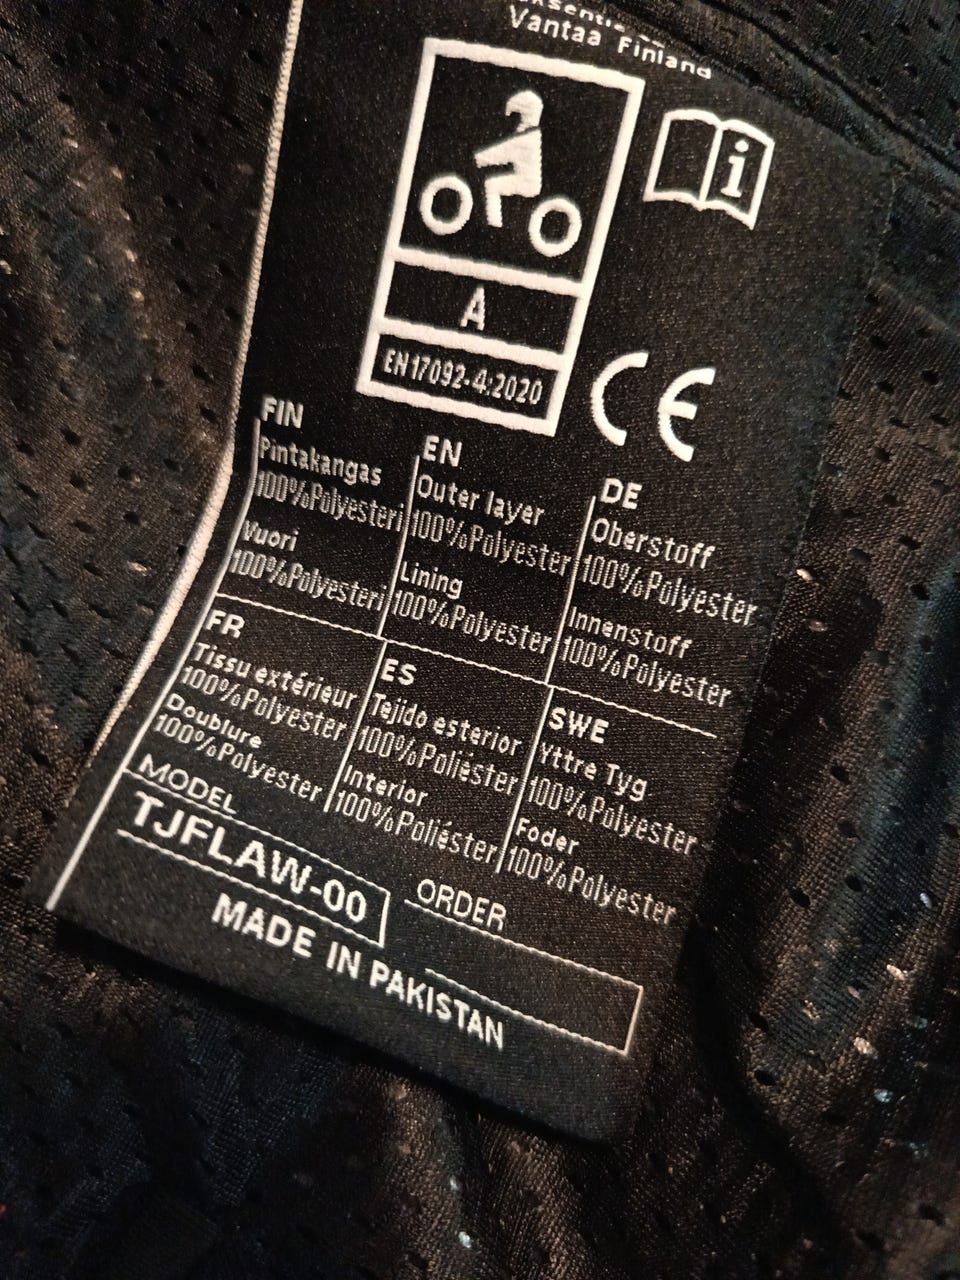 Vantaa Finland
i
A
EN17092-4:2020
CE
FIN
Pintakangas
100%Polyesteri
Vuori
100%Polyesteri
EN
Outer layer
100%Polyester
Lining
100%Polyester
DE
Oberstoff
100%Polyester
Innenstoff
100%Polyester
FR
Tissu extérieur
100%Polyester
Doublure
100%Polyester
ES
Tejido esterior
100%Poliéster
Interior
100%Poliéster
SWE
Yttre Tyg
100%Polyester
Foder
100%Polyester
MODEL
TJFLAW-00
ORDER
MADE IN PAKISTAN